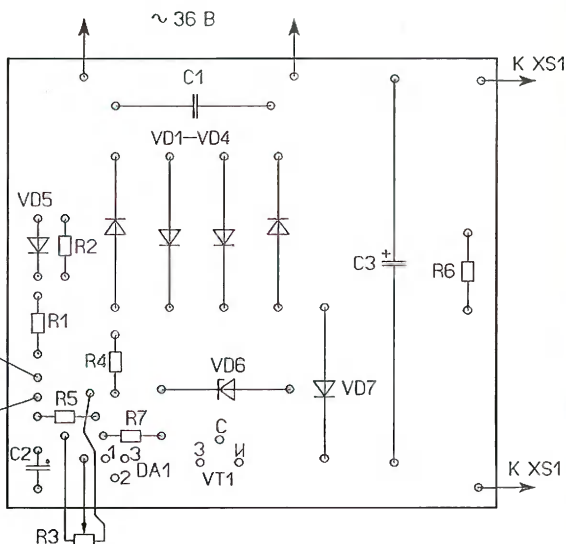 ~ 36 В
К XS1
C1
VD1–VD4
VD5
R2
C3 +
R6
R1
R4
VD6
VD7
R5
R7
С
З
И
1
3
2
DA1
VT1
C2 +
К XS1
R3